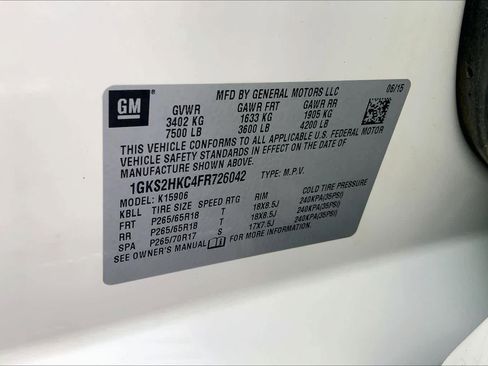 GM
MFD BY GENERAL MOTORS LLC 06/15
GVWR GAWR FRT GAWR RR
3402 KG 1633 KG 1905 KG
7500 LB 3600 LB 4200 LB
THIS VEHICLE CONFORMS TO ALL APPLICABLE U.S. FEDERAL MOTOR
VEHICLE SAFETY STANDARDS IN EFFECT ON THE DATE OF
MANUFACTURE SHOWN ABOVE.
1GKS2HKC4FR726042 TYPE: M.P.V.
MODEL: K15906
KBLL TIRE SIZE SPEED RTG RIM COLD TIRE PRESSURE
FRT P265/65R18 T 18X8.5J 240KPA(35PSI)
RR P265/65R18 T 18X8.5J 240KPA(35PSI)
SPA P265/70R17 S 17X7.5J 240KPA(35PSI)
SEE OWNER'S MANUAL FOR MORE INFORMATION.